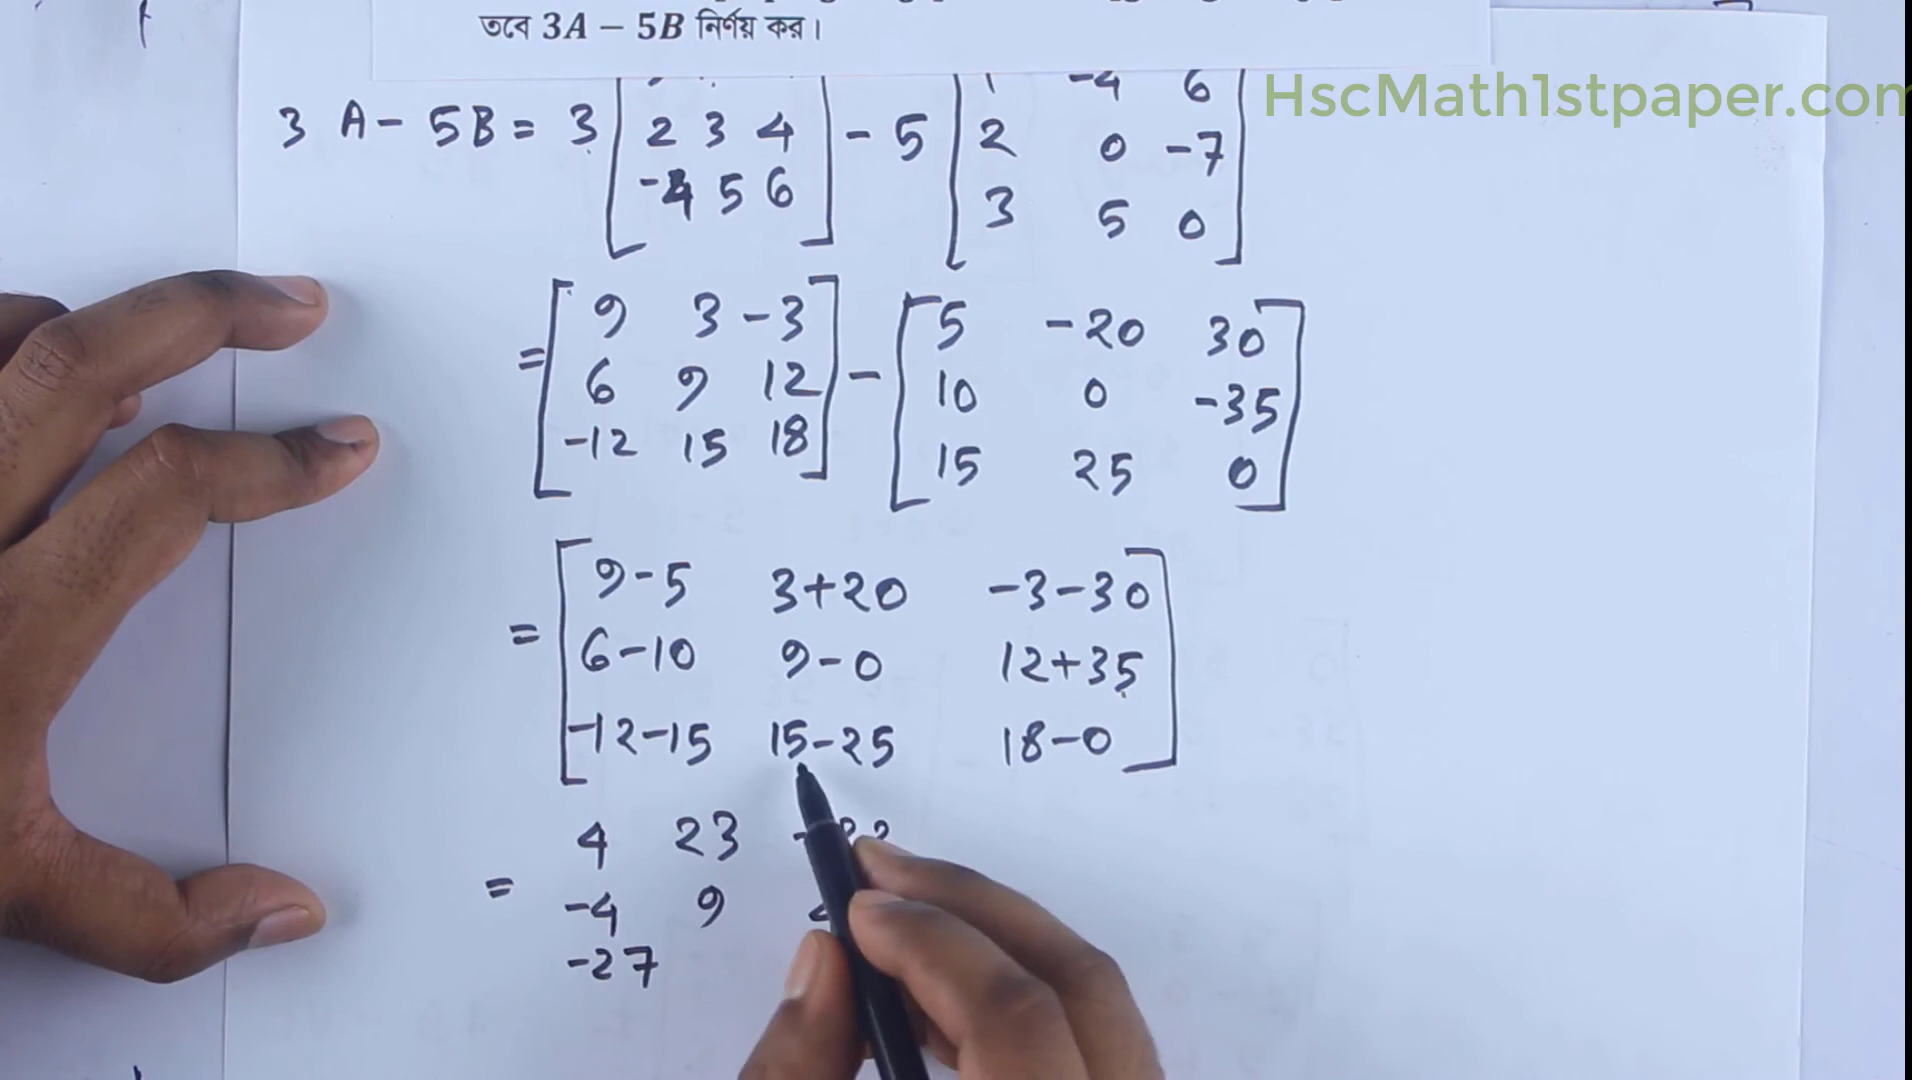 তবে 3A − 5B নির্ণয় কর।
HscMath1stpaper.com
1 -4 6
3 A - 5B = 3 [ 2 3 4 ] - 5 [ 2 0 -7 ]
-4 5 6 3 5 0
9 3 -3 5 -20 30
= [ 6 9 12 ] - [ 10 0 -35 ]
-12 15 18 15 25 0
9-5 3+20 -3-30
= [ 6-10 9-0 12+35 ]
-12-15 15-25 18-0
4 23
= -4 9
-27